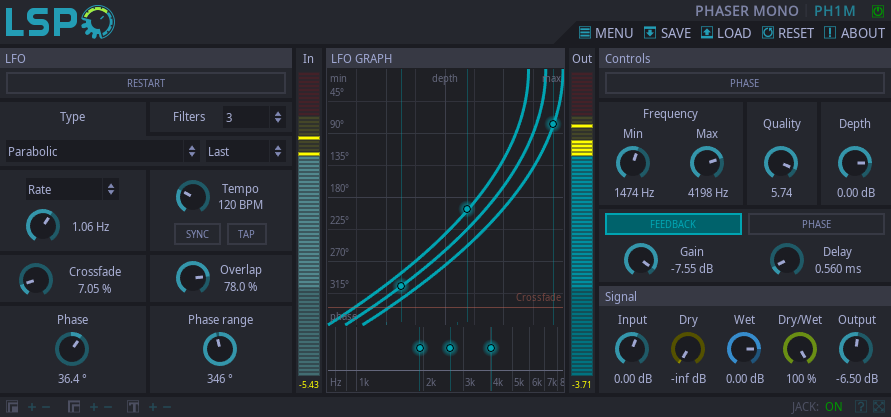 LSP
PHASER MONO PH1M
MENU SAVE LOAD RESET ABOUT
LFO
RESTART
Type
Filters 3
Parabolic
Last
Rate
1.06 Hz
Tempo
120 BPM
SYNC TAP
Crossfade
7.05 %
Overlap
78.0 %
Phase
36.4 °
Phase range
346 °
In
-5.43
LFO GRAPH
min depth max
45°
90°
135°
180°
225°
270°
315°
Crossfade
phase
Hz 1k 2k 3k 4k 5k 6k 7k 8
Out
-3.71
Controls
PHASE
Frequency
Min Max
1474 Hz 4198 Hz
Quality
5.74
Depth
0.00 dB
FEEDBACK PHASE
Gain
-7.55 dB
Delay
0.560 ms
Signal
Input Dry Wet Dry/Wet Output
0.00 dB -inf dB 0.00 dB 100 % -6.50 dB
JACK: ON